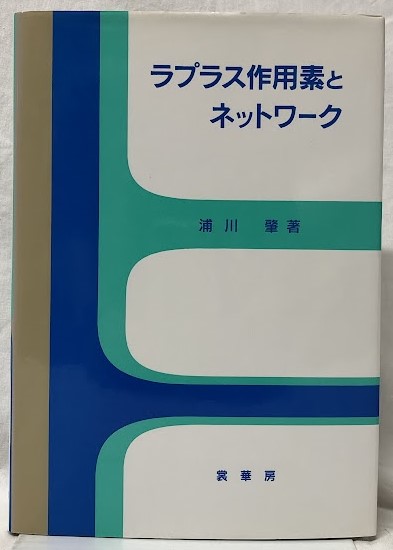 ラプラス作用素と
ネットワーク
浦川 肇 著
裳華房